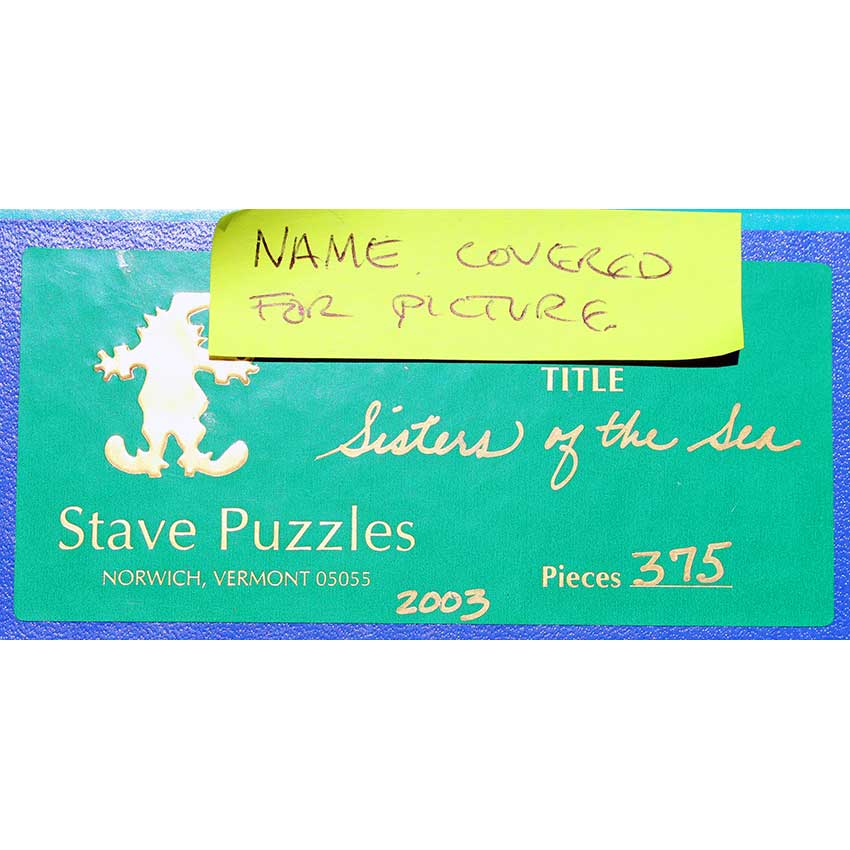 NAME COVERED
FOR PICTURE.
TITLE
Sisters of the Sea
Stave Puzzles
NORWICH, VERMONT 05055
Pieces 375
2003